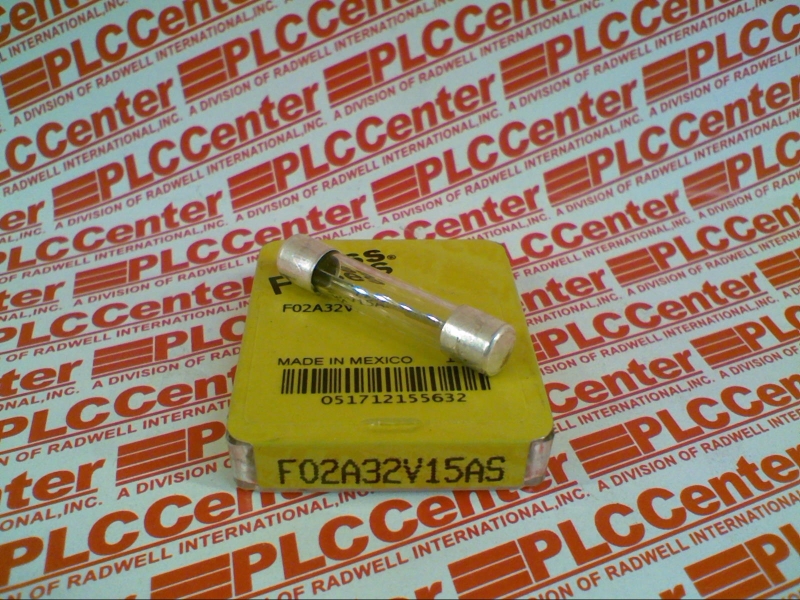 PLCCenter
A DIVISION OF RADWELL INTERNATIONAL, INC.
F02A32V
MADE IN MEXICO
051712155632
F02A32V15AS